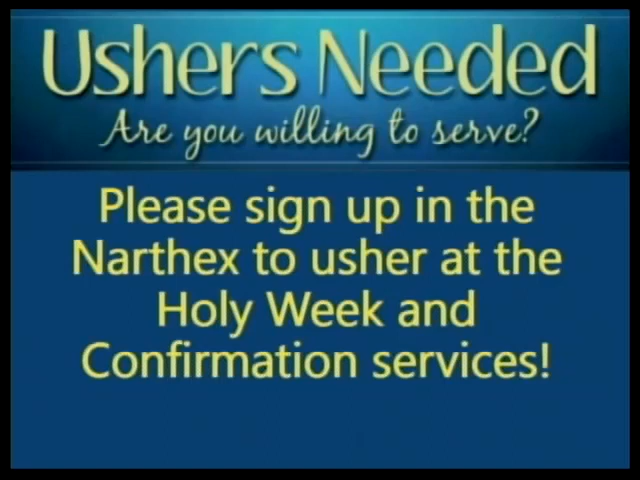 Ushers Needed
Are you willing to serve?
Please sign up in the
Narthex to usher at the
Holy Week and
Confirmation services!